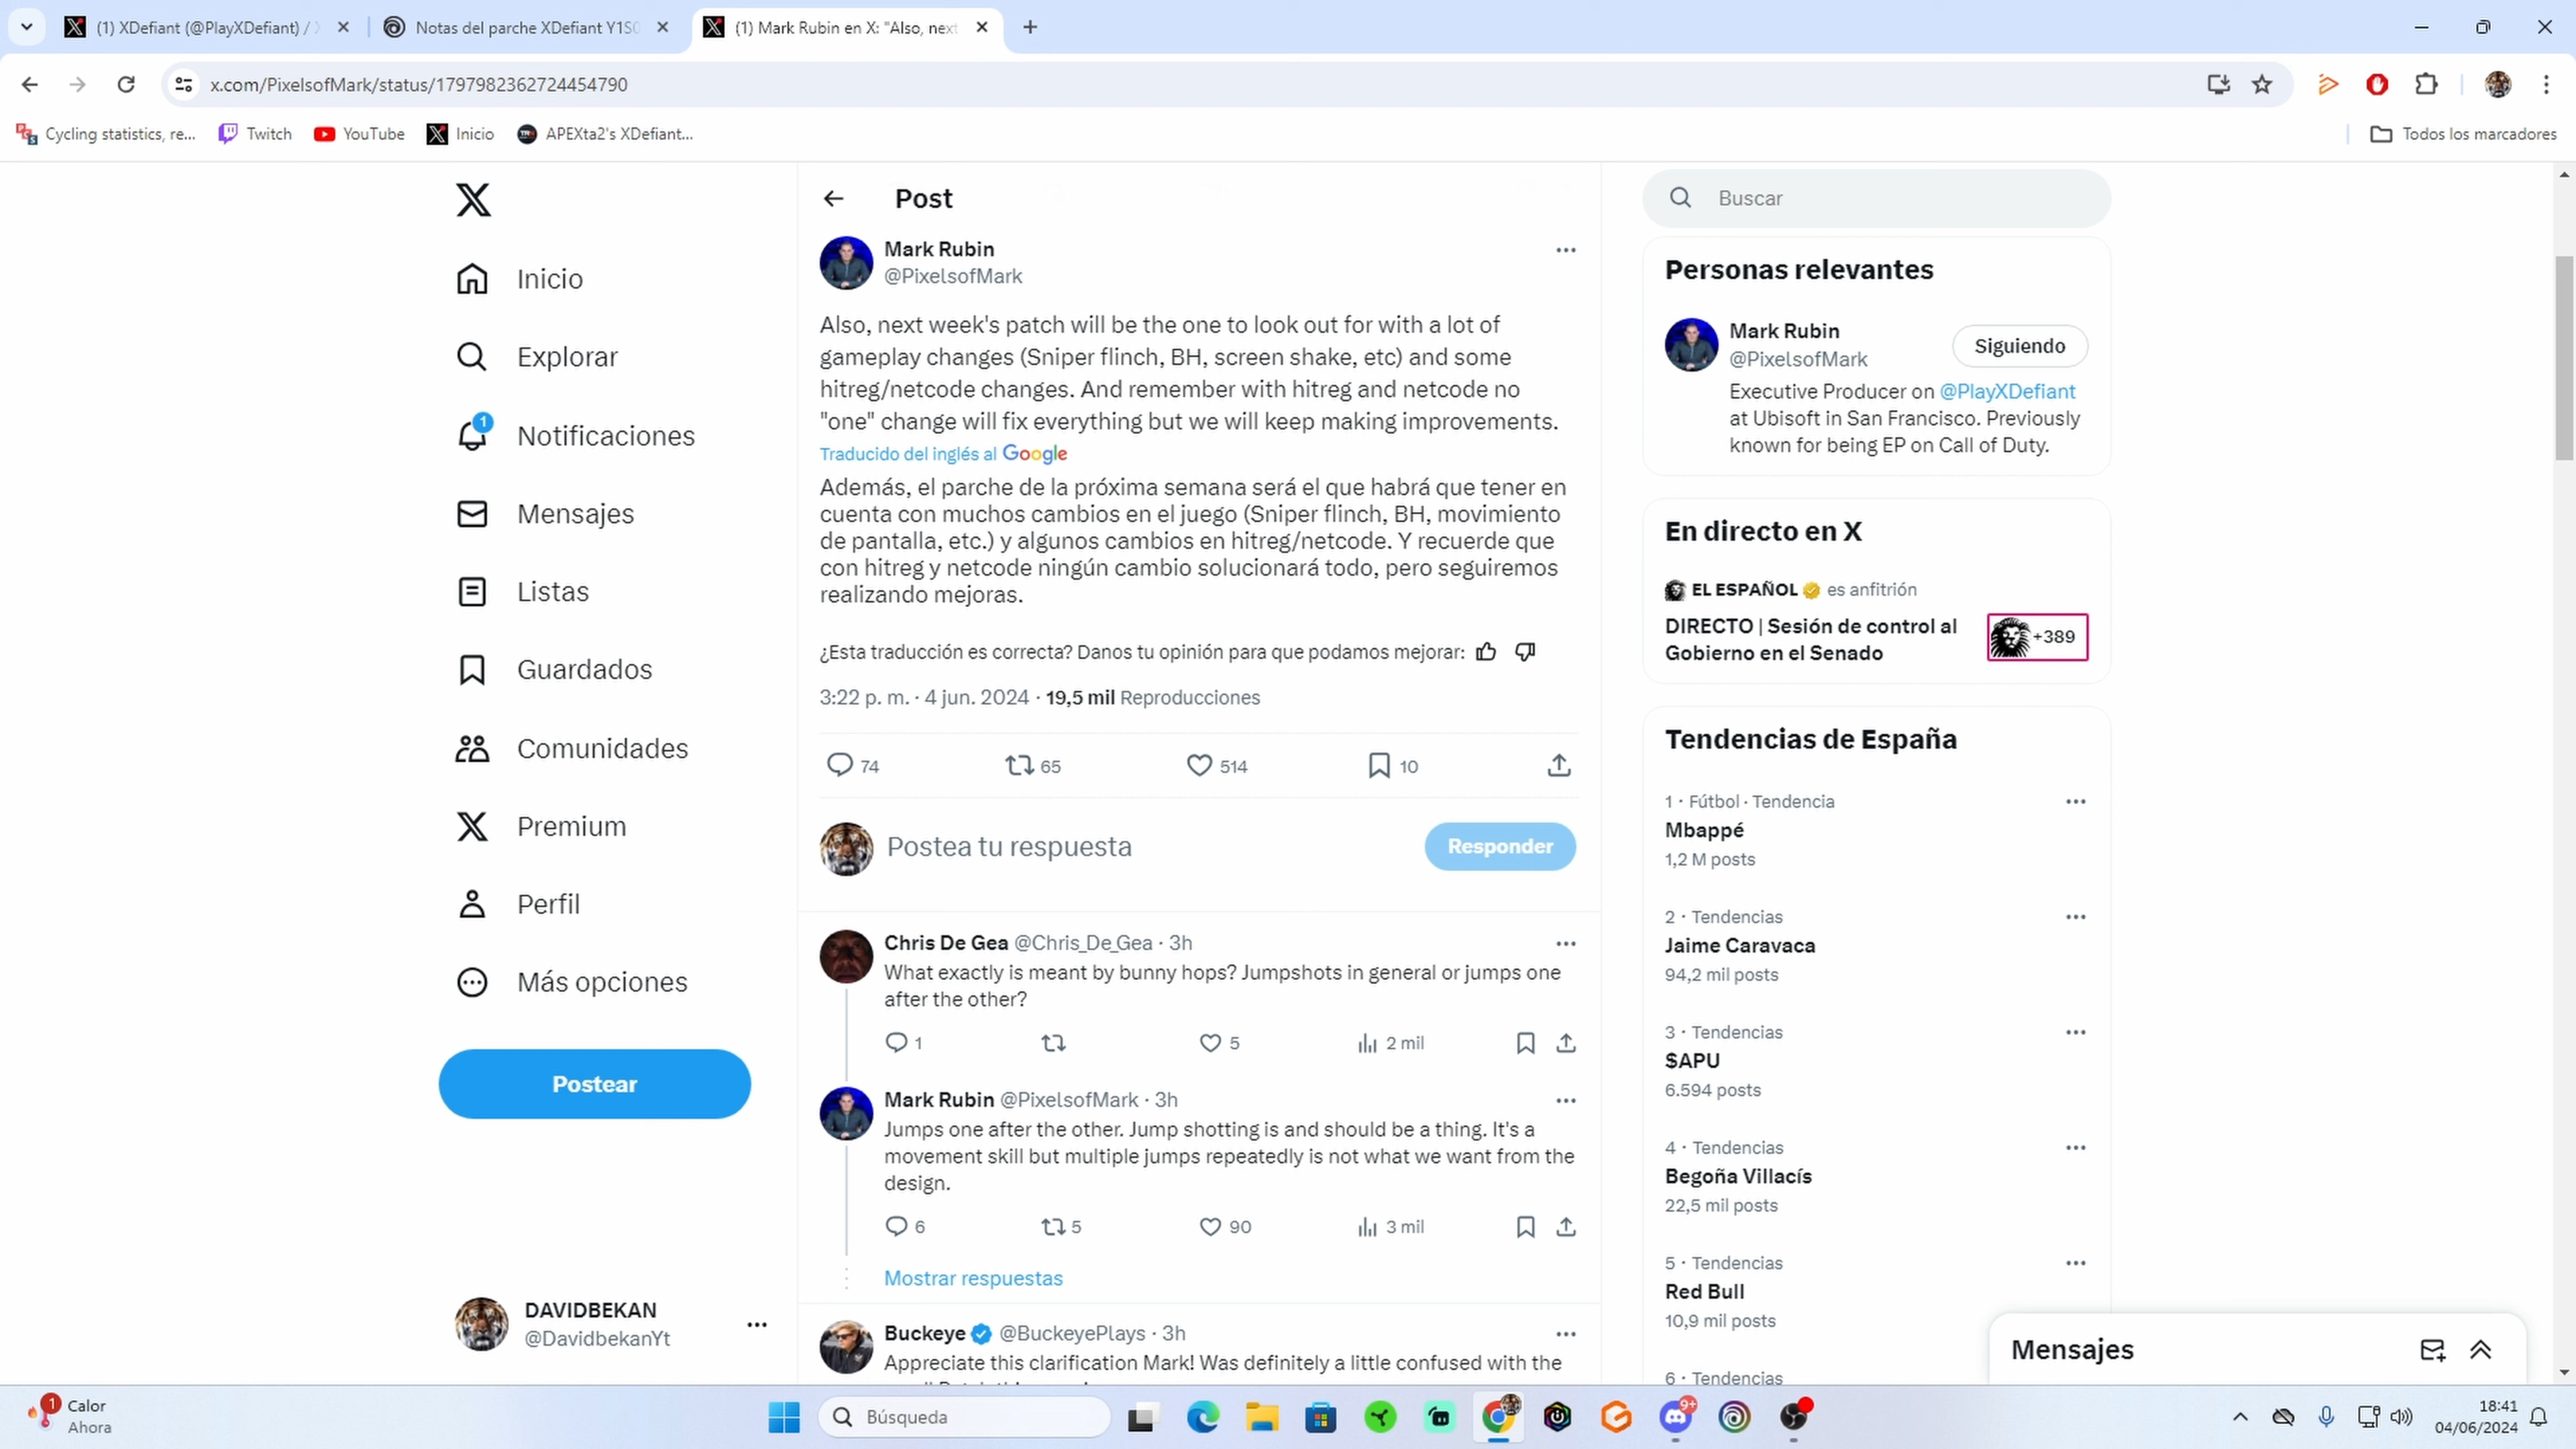 (1) XDefiant (@PlayXDefiant) /
Notas del parche XDefiant Y1S0
(1) Mark Rubin en X: "Also, next
x.com/PixelsofMark/status/1797982362724454790
Cycling statistics, re...
Twitch
YouTube
Inicio
APEXta2's XDefiant...
Todos los marcadores
Inicio
Explorar
1
Notificaciones
Mensajes
Listas
Guardados
Comunidades
Premium
Perfil
Más opciones
Postear
DAVIDBEKAN
@DavidbekanYt
Post
Mark Rubin
@PixelsofMark
Also, next week's patch will be the one to look out for with a lot of
gameplay changes (Sniper flinch, BH, screen shake, etc) and some
hitreg/netcode changes. And remember with hitreg and netcode no
"one" change will fix everything but we will keep making improvements.
Traducido del inglés al Google
Además, el parche de la próxima semana será el que habrá que tener en
cuenta con muchos cambios en el juego (Sniper flinch, BH, movimiento
de pantalla, etc.) y algunos cambios en hitreg/netcode. Y recuerde que
con hitreg y netcode ningún cambio solucionará todo, pero seguiremos
realizando mejoras.
¿Esta traducción es correcta? Danos tu opinión para que podamos mejorar:
3:22 p. m. · 4 jun. 2024 · 19,5 mil Reproducciones
74 65 514 10
Postea tu respuesta
Responder
Chris De Gea @Chris_De_Gea · 3h
What exactly is meant by bunny hops? Jumpshots in general or jumps one
after the other?
1 5 2 mil
Mark Rubin @PixelsofMark · 3h
Jumps one after the other. Jump shotting is and should be a thing. It's a
movement skill but multiple jumps repeatedly is not what we want from the
design.
6 5 90 3 mil
Mostrar respuestas
Buckeye @BuckeyePlays · 3h
Appreciate this clarification Mark! Was definitely a little confused with the
Buscar
Personas relevantes
Mark Rubin
@PixelsofMark
Siguiendo
Executive Producer on @PlayXDefiant
at Ubisoft in San Francisco. Previously
known for being EP on Call of Duty.
En directo en X
EL ESPAÑOL es anfitrión
DIRECTO | Sesión de control al
Gobierno en el Senado
+389
Tendencias de España
1 · Fútbol · Tendencia
Mbappé
1,2 M posts
2 · Tendencias
Jaime Caravaca
94,2 mil posts
3 · Tendencias
$APU
6.594 posts
4 · Tendencias
Begoña Villacís
22,5 mil posts
5 · Tendencias
Red Bull
10,9 mil posts
6 · Tendencias
Mensajes
1
Calor
Ahora
Búsqueda
9+
18:41
04/06/2024